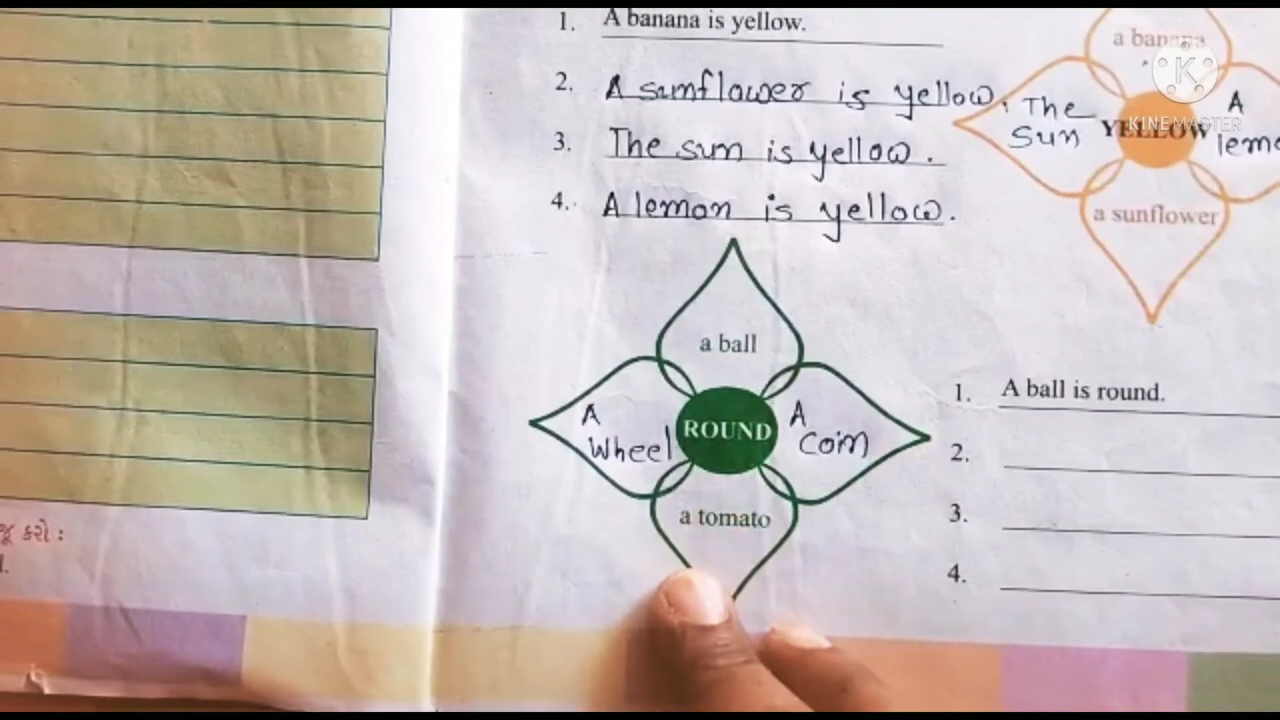 1. A banana is yellow.
2. A sunflower is yellow.
3. The sun is yellow.
4. A lemon is yellow.
a banana
The Sun
YELLOW
A
a sunflower
KINEMASTER
a ball
A Wheel
ROUND
A Coin
a tomato
1. A ball is round.
2.
3.
4.
કરો :